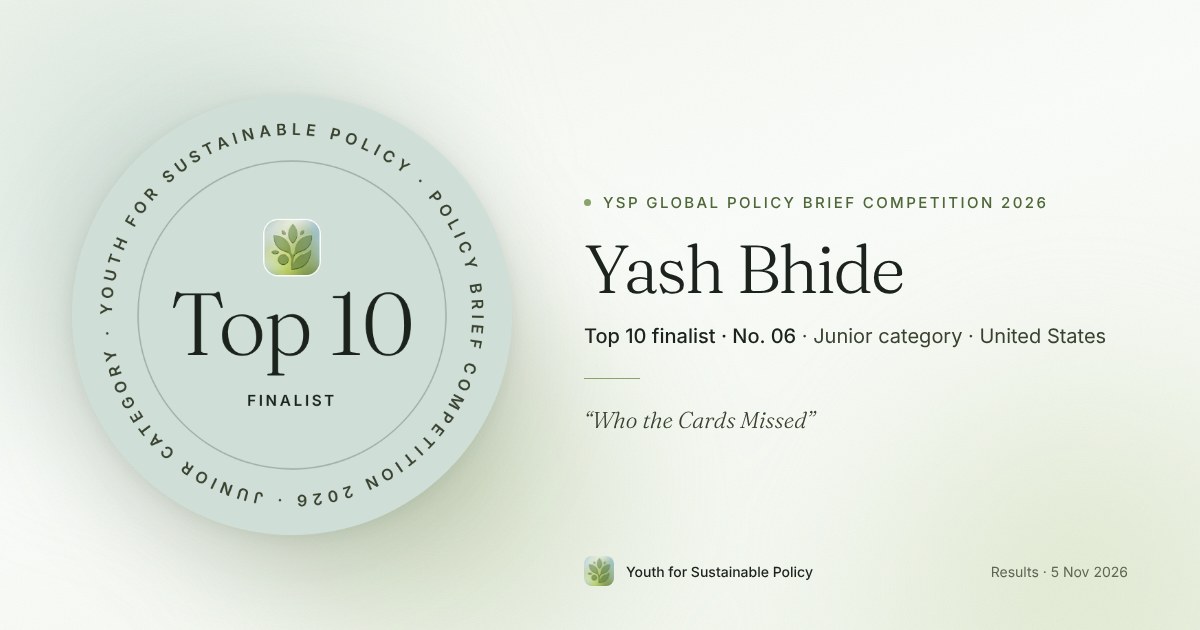 YOUTH FOR SUSTAINABLE POLICY · POLICY BRIEF COMPETITION 2026 · JUNIOR CATEGORY ·
Top 10
FINALIST
YSP GLOBAL POLICY BRIEF COMPETITION 2026
Yash Bhide
Top 10 finalist · No. 06 · Junior category · United States
“Who the Cards Missed”
Youth for Sustainable Policy
Results · 5 Nov 2026